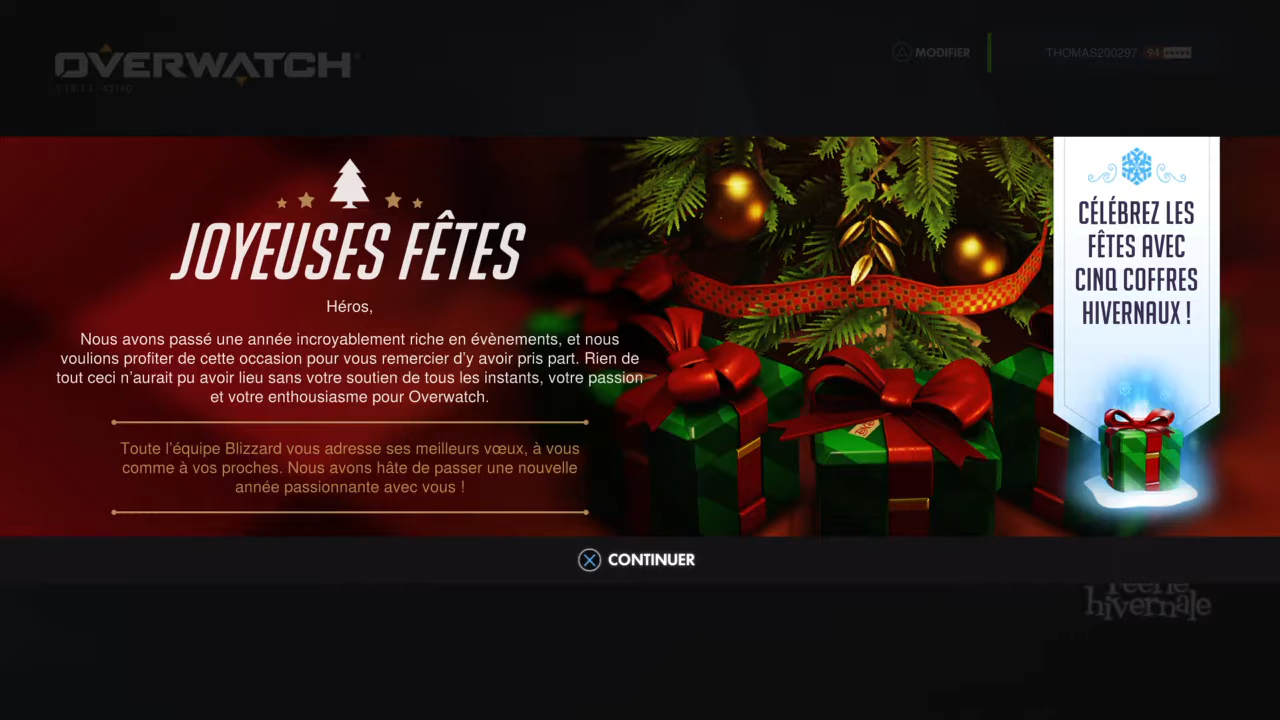 OVERWATCH
MODIFIER
THOMAS200297 94
JOYEUSES FÊTES
Héros,
Nous avons passé une année incroyablement riche en évènements, et nous
voulions profiter de cette occasion pour vous remercier d'y avoir pris part. Rien de
tout ceci n'aurait pu avoir lieu sans votre soutien de tous les instants, votre passion
et votre enthousiasme pour Overwatch.
Toute l'équipe Blizzard vous adresse ses meilleurs vœux, à vous
comme à vos proches. Nous avons hâte de passer une nouvelle
année passionnante avec vous !
CÉLÉBREZ LES
FÊTES AVEC
CINQ COFFRES
HIVERNAUX !
CONTINUER
féerie
hivernale